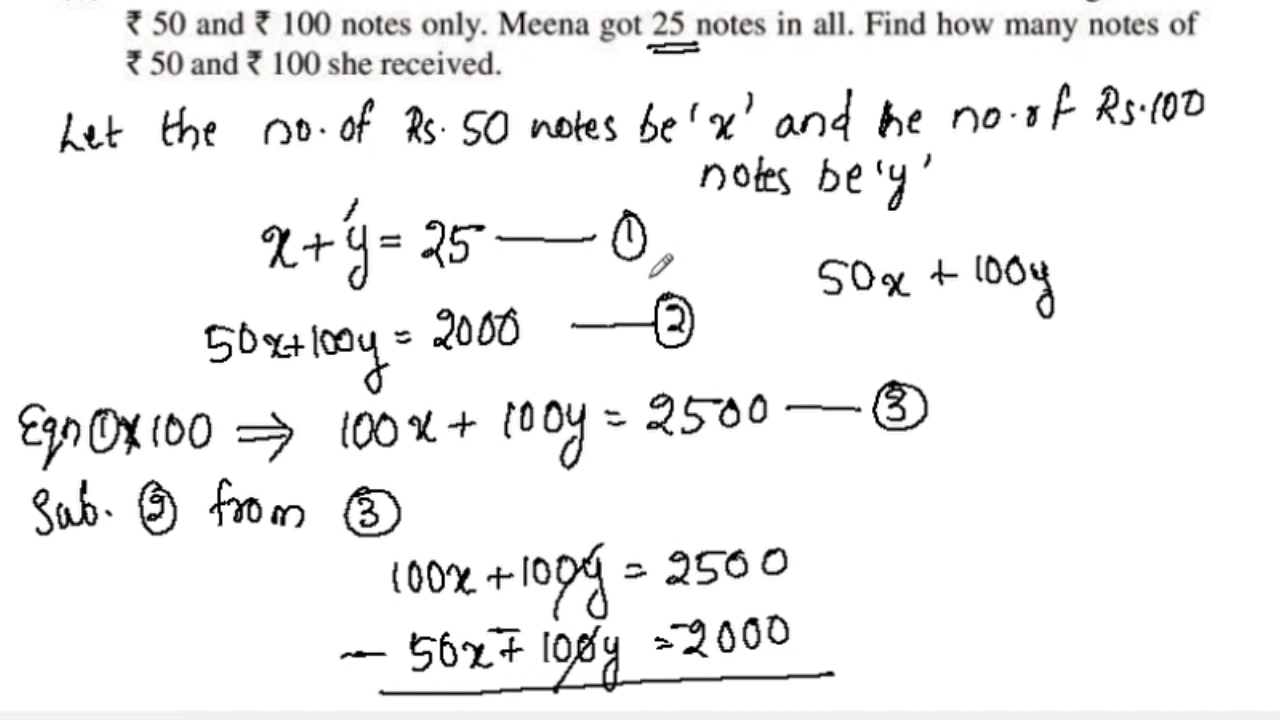 ₹ 50 and ₹ 100 notes only. Meena got 25 notes in all. Find how many notes of
₹ 50 and ₹ 100 she received.
Let the no. of Rs. 50 notes be 'x' and he no. of Rs. 100
notes be 'y'
x + y = 25 —— ①
50x + 100y
50x + 100y = 2000 —— ②
Eqn ① x 100 ⇒ 100x + 100y = 2500 —— ③
Sub. ② from ③
100x + 100y = 2500
- 50x ∓ 100y = -2000